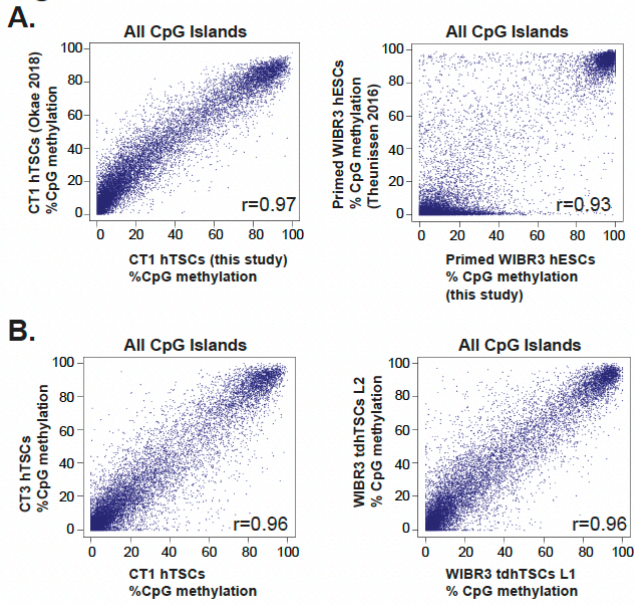 A.
All CpG Islands
CT1 hTSCs (Okae 2018)
%CpG methylation
100
80
60
40
20
0
r=0.97
0 20 40 60 80 100
CT1 hTSCs (this study)
%CpG methylation
All CpG Islands
Primed WIBR3 hESCs
% CpG methylation
(Theunissen 2016)
100
80
60
40
20
0
r=0.93
0 20 40 60 80 100
Primed WIBR3 hESCs
% CpG methylation
(this study)
B.
All CpG Islands
CT3 hTSCs
%CpG methylation
100
80
60
40
20
0
r=0.96
0 20 40 60 80 100
CT1 hTSCs
%CpG methylation
All CpG Islands
WIBR3 tdhTSCs L2
% CpG methylation
100
80
60
40
20
0
r=0.96
0 20 40 60 80 100
WIBR3 tdhTSCs L1
% CpG methylation